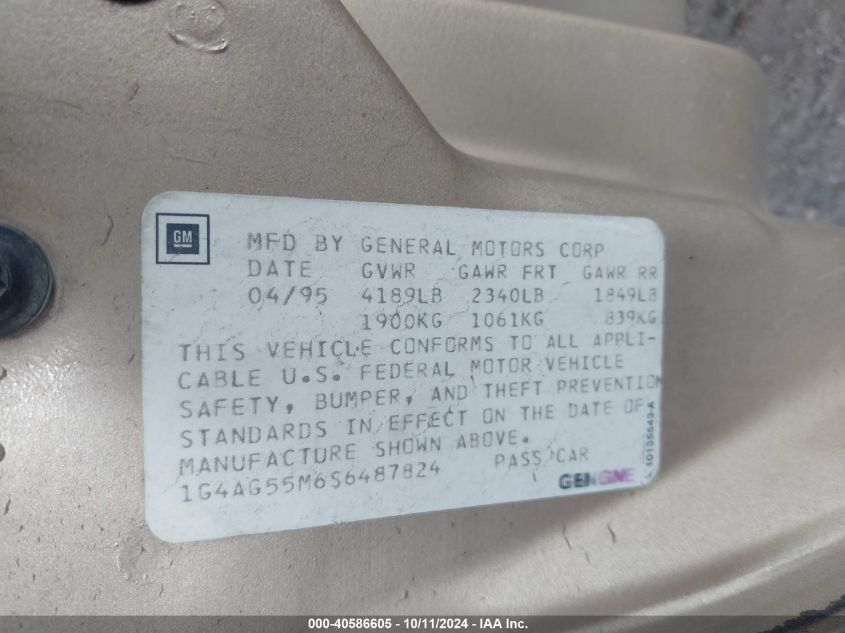 GM
MFD BY GENERAL MOTORS CORP
DATE GVWR GAWR FRT GAWR RR
04/95 4189LB 2340LB 1849LB
1900KG 1061KG 839KG
THIS VEHICLE CONFORMS TO ALL APPLI-
CABLE U.S. FEDERAL MOTOR VEHICLE
SAFETY, BUMPER, AND THEFT PREVENTION
STANDARDS IN EFFECT ON THE DATE OF
MANUFACTURE SHOWN ABOVE.
1G4AG55M6S6487824 PASS CAR
10135543-A
000-40586605 - 10/11/2024 - IAA Inc.